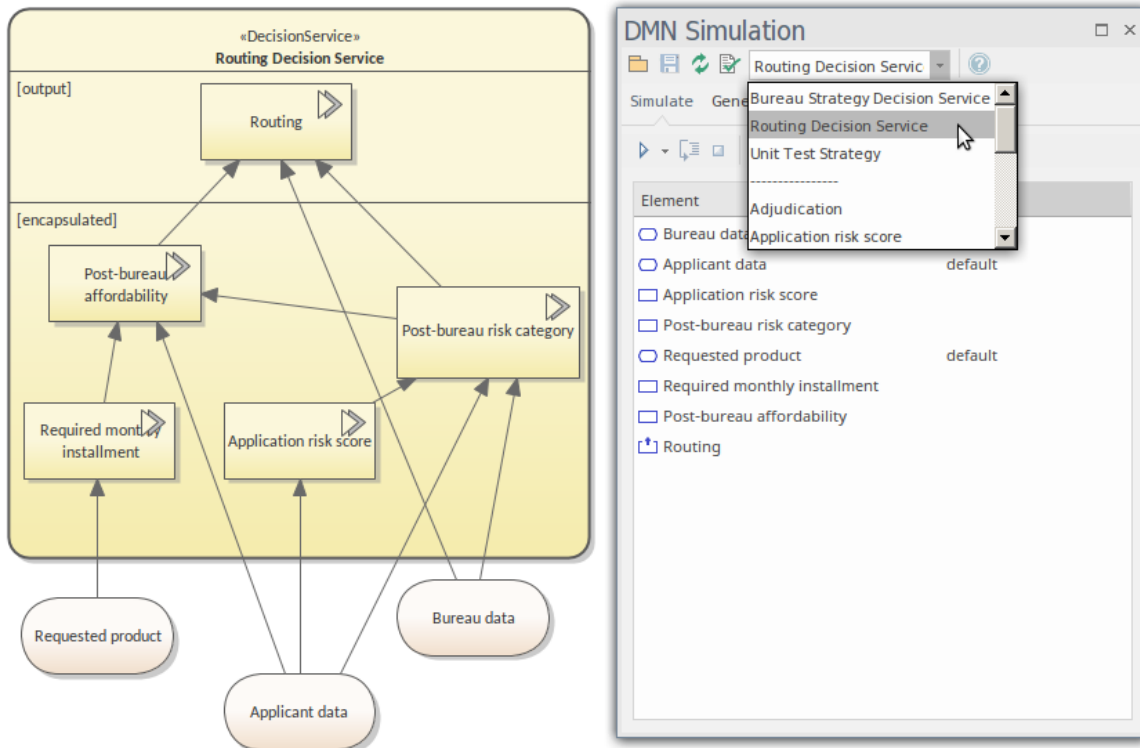 «DecisionService»
Routing Decision Service
[output]
Routing
[encapsulated]
Post-bureau
affordability
Post-bureau risk category
Required monthly
installment
Application risk score
Requested product
Bureau data
Applicant data
DMN Simulation
Routing Decision Servic
Simulate Gene
Bureau Strategy Decision Service
Routing Decision Service
Unit Test Strategy
----------------
Adjudication
Application risk score
Element
Bureau data
Applicant data default
Application risk score
Post-bureau risk category
Requested product default
Required monthly installment
Post-bureau affordability
Routing